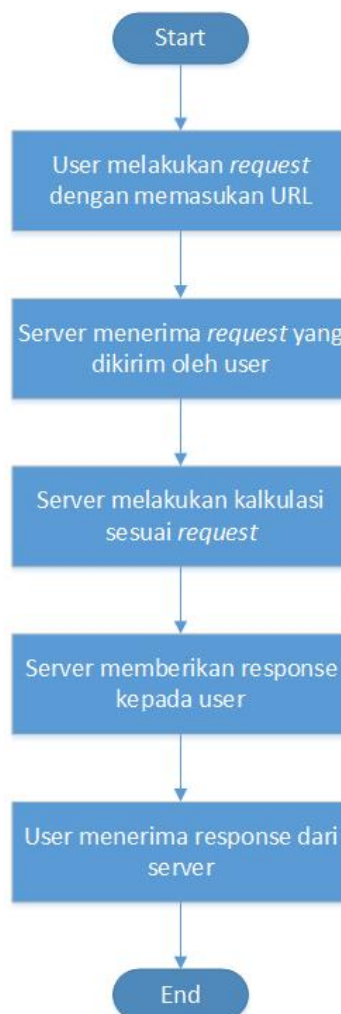 Start
User melakukan request
dengan memasukan URL
Server menerima request yang
dikirim oleh user
Server melakukan kalkulasi
sesuai request
Server memberikan response
kepada user
User menerima response dari
server
End